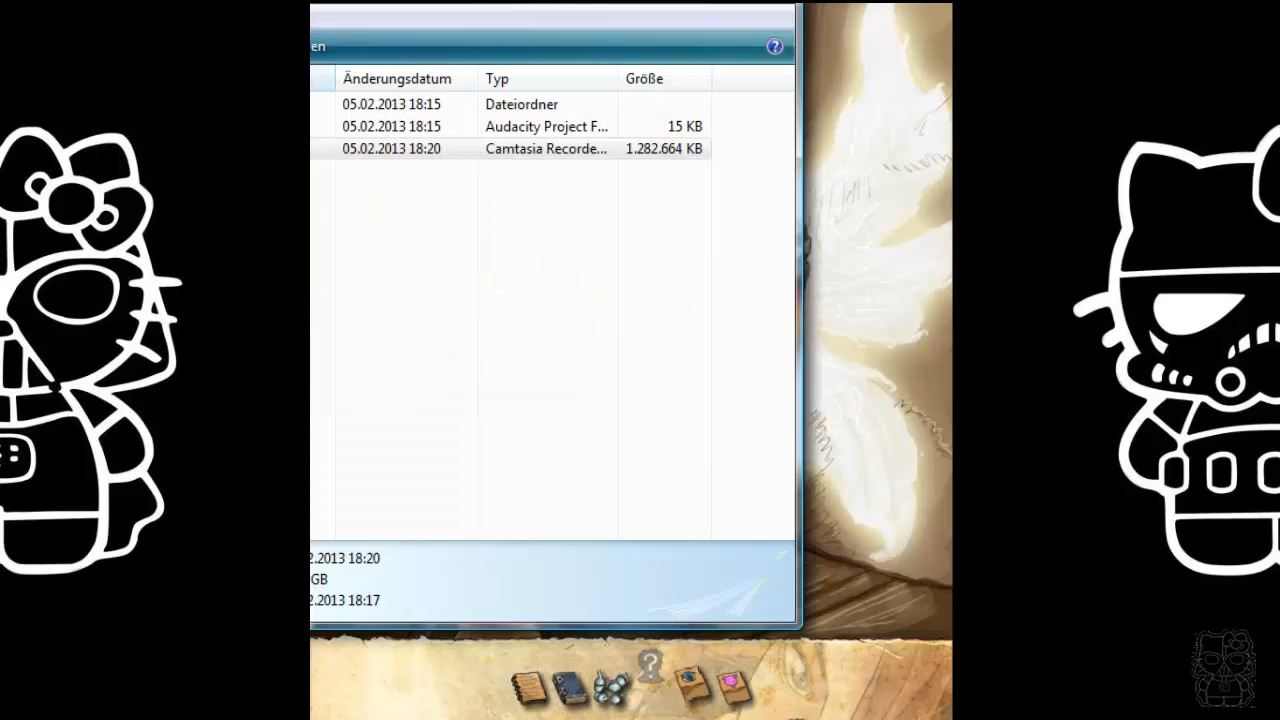 en
Änderungsdatum Typ Größe
05.02.2013 18:15 Dateiordner
05.02.2013 18:15 Audacity Project F... 15 KB
05.02.2013 18:20 Camtasia Recorde... 1.282.664 KB
2.2013 18:20
GB
2.2013 18:17